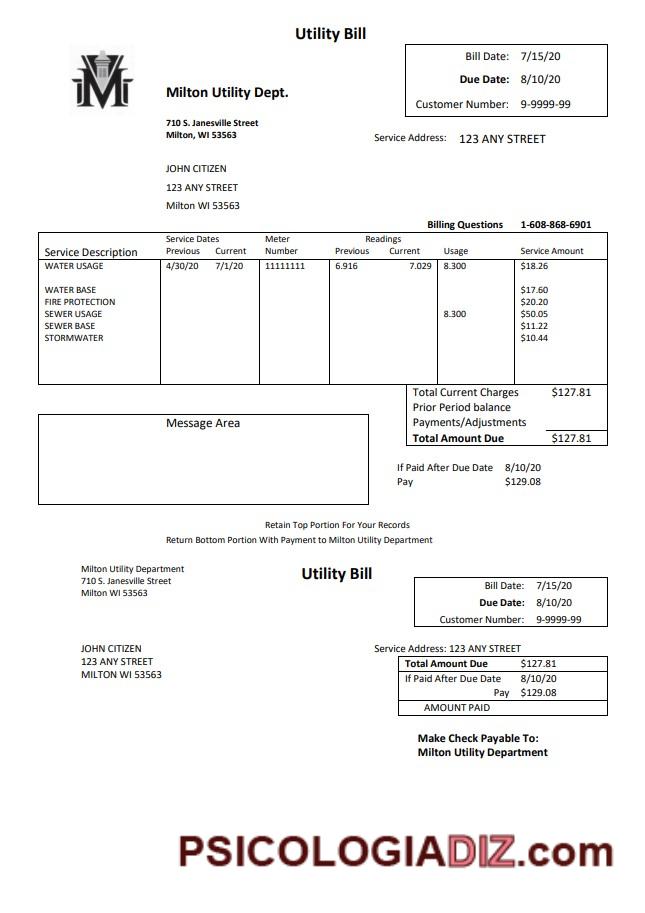 Utility Bill
Bill Date: 7/15/20
Due Date: 8/10/20
Customer Number: 9-9999-99
Milton Utility Dept.
710 S. Janesville Street
Milton, WI 53563
Service Address: 123 ANY STREET
JOHN CITIZEN
123 ANY STREET
Milton WI 53563
Billing Questions 1-608-868-6901
Service Dates Meter Readings
Service Description Previous Current Number Previous Current Usage Service Amount
WATER USAGE 4/30/20 7/1/20 11111111 6.916 7.029 8.300 $18.26
WATER BASE $17.60
FIRE PROTECTION $20.20
SEWER USAGE 8.300 $50.05
SEWER BASE $11.22
STORMWATER $10.44
Total Current Charges $127.81
Prior Period balance
Payments/Adjustments
Total Amount Due $127.81
Message Area
If Paid After Due Date 8/10/20
Pay $129.08
Retain Top Portion For Your Records
Return Bottom Portion With Payment to Milton Utility Department
Milton Utility Department
710 S. Janesville Street
Milton WI 53563
Utility Bill
Bill Date: 7/15/20
Due Date: 8/10/20
Customer Number: 9-9999-99
JOHN CITIZEN
123 ANY STREET
MILTON WI 53563
Service Address: 123 ANY STREET
Total Amount Due $127.81
If Paid After Due Date 8/10/20
Pay $129.08
AMOUNT PAID
Make Check Payable To:
Milton Utility Department
PSICOLOGIADIZ.com